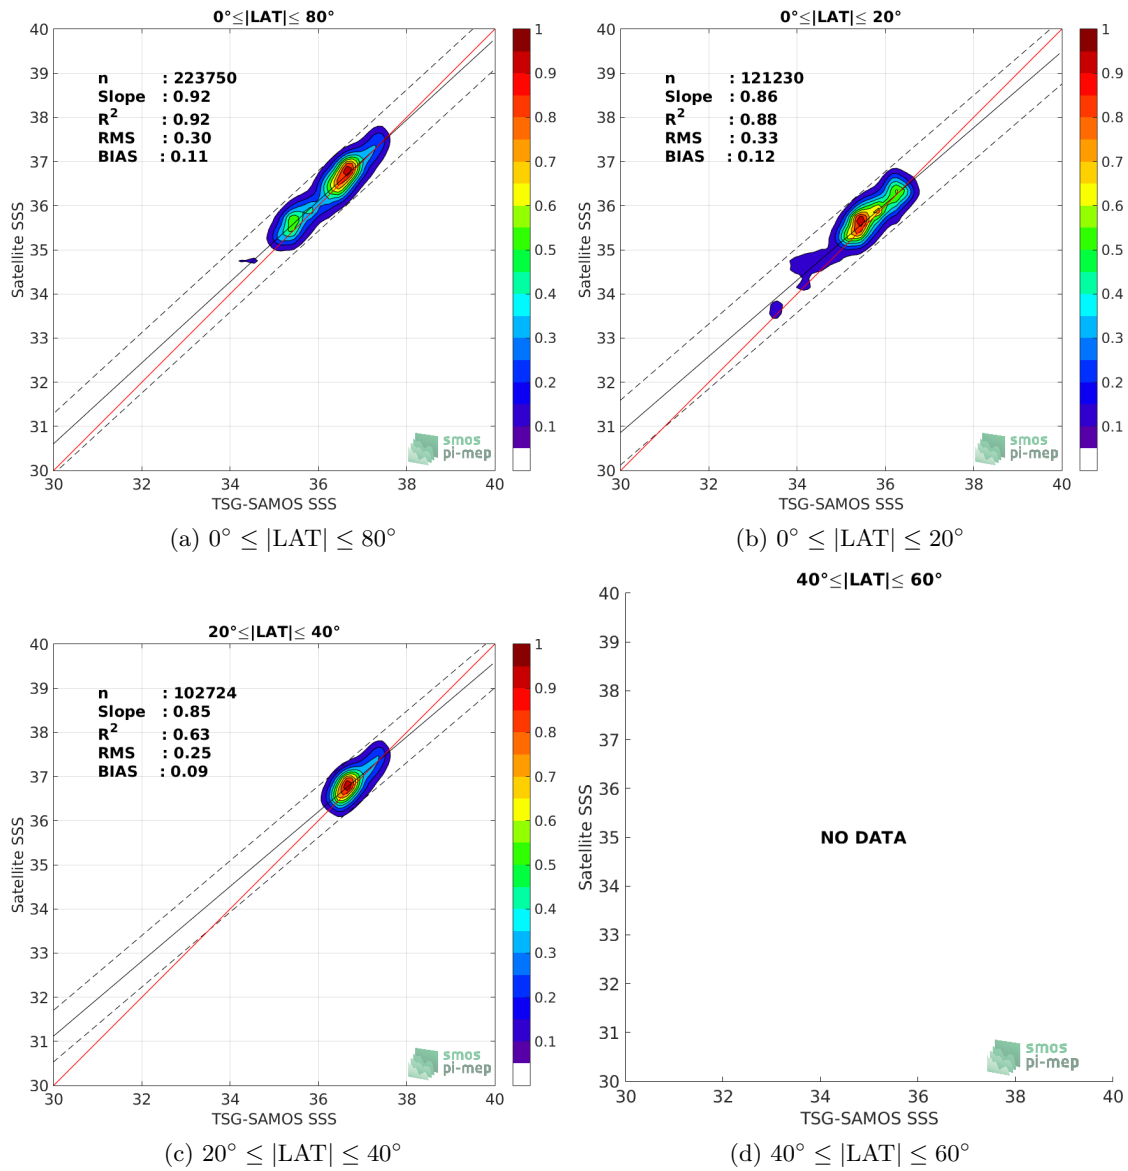 0°≤|LAT|≤ 80°
40
39
38
37
36
35
34
33
32
31
30
Satellite SSS
n : 223750
Slope : 0.92
R2 : 0.92
RMS : 0.30
BIAS : 0.11
smos
pi-mep
30 32 34 36 38 40
TSG-SAMOS SSS
1
0.9
0.8
0.7
0.6
0.5
0.4
0.3
0.2
0.1
(a) 0° ≤ |LAT| ≤ 80°
0°≤|LAT|≤ 20°
40
39
38
37
36
35
34
33
32
31
30
Satellite SSS
n : 121230
Slope : 0.86
R2 : 0.88
RMS : 0.33
BIAS : 0.12
smos
pi-mep
30 32 34 36 38 40
TSG-SAMOS SSS
1
0.9
0.8
0.7
0.6
0.5
0.4
0.3
0.2
0.1
(b) 0° ≤ |LAT| ≤ 20°
20°≤|LAT|≤ 40°
40
39
38
37
36
35
34
33
32
31
30
Satellite SSS
n : 102724
Slope : 0.85
R2 : 0.63
RMS : 0.25
BIAS : 0.09
smos
pi-mep
30 32 34 36 38 40
TSG-SAMOS SSS
1
0.9
0.8
0.7
0.6
0.5
0.4
0.3
0.2
0.1
(c) 20° ≤ |LAT| ≤ 40°
40°≤|LAT|≤ 60°
40
39
38
37
36
35
34
33
32
31
30
Satellite SSS
NO DATA
smos
pi-mep
30 32 34 36 38 40
TSG-SAMOS SSS
(d) 40° ≤ |LAT| ≤ 60°